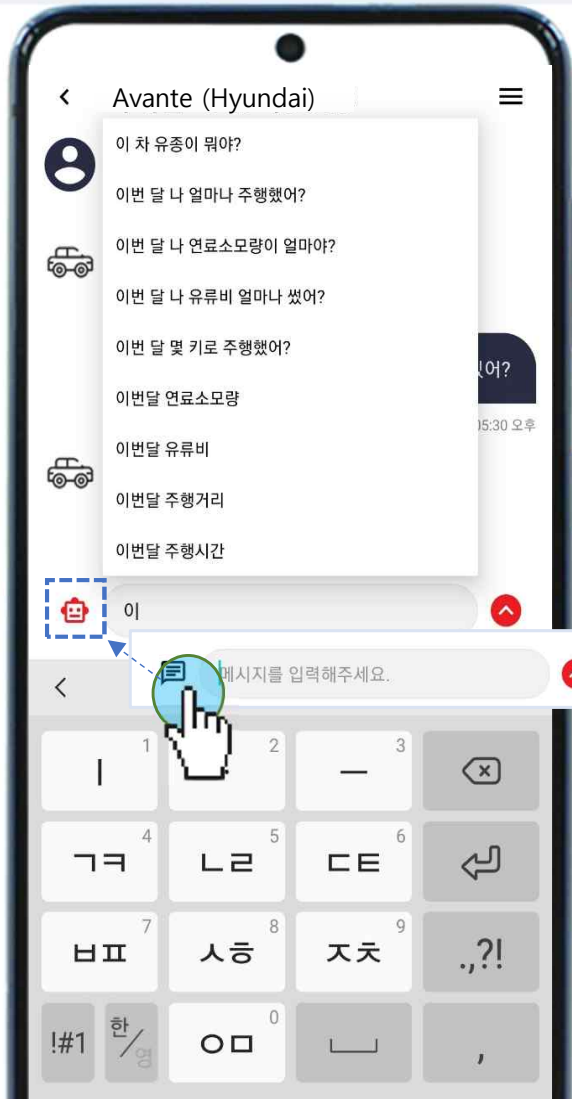 Avante (Hyundai)
이 차 유종이 뭐야?
이번 달 나 얼마나 주행했어?
이번 달 나 연료소모량이 얼마야?
이번 달 나 유류비 얼마나 썼어?
이번 달 몇 키로 주행했어?
이번달 연료소모량
이번달 유류비
이번달 주행거리
이번달 주행시간
있어?
05:30 오후
이
메시지를 입력해주세요.
ㅣ 1
2
ㅡ 3
ㄱㅋ 4
ㄴㄹ 5
ㄷㅌ 6
ㅂㅍ 7
ㅅㅎ 8
ㅈㅊ 9
.,?!
!#1
한/영
ㅇㅁ 0
,